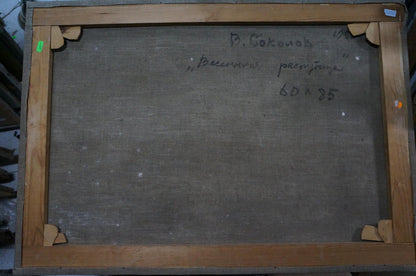 В. Соколов
„Весенняя распутица"
60 х 85